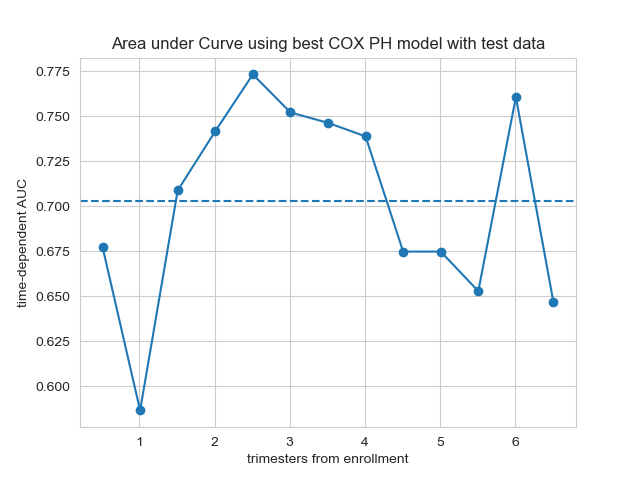 Area under Curve using best COX PH model with test data
time-dependent AUC
0.775
0.750
0.725
0.700
0.675
0.650
0.625
0.600
1 2 3 4 5 6
trimesters from enrollment